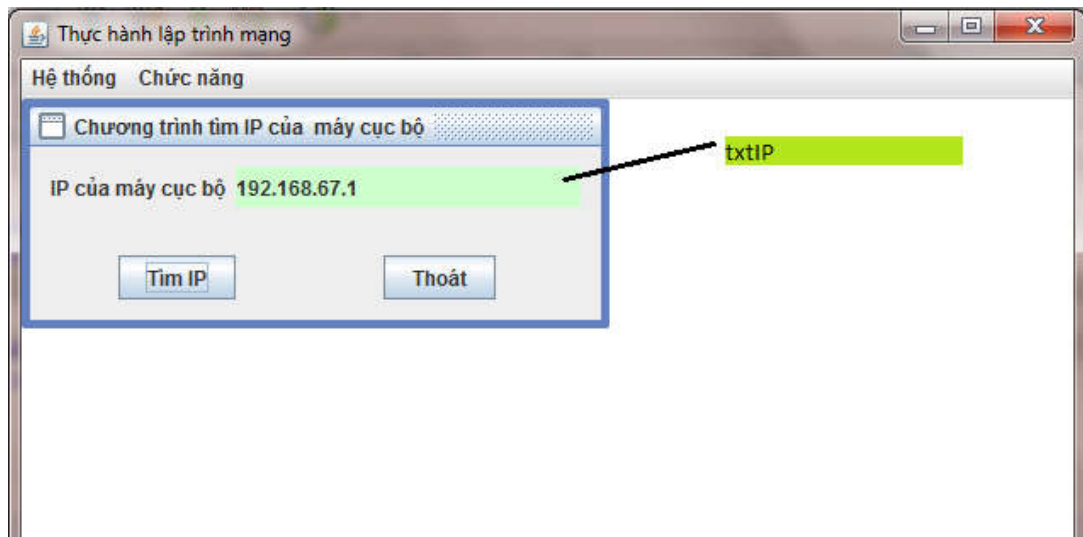 Thực hành lập trình mạng
Hệ thống Chức năng
Chương trình tìm IP của máy cục bộ
txtIP
IP của máy cục bộ 192.168.67.1
Tìm IP Thoát